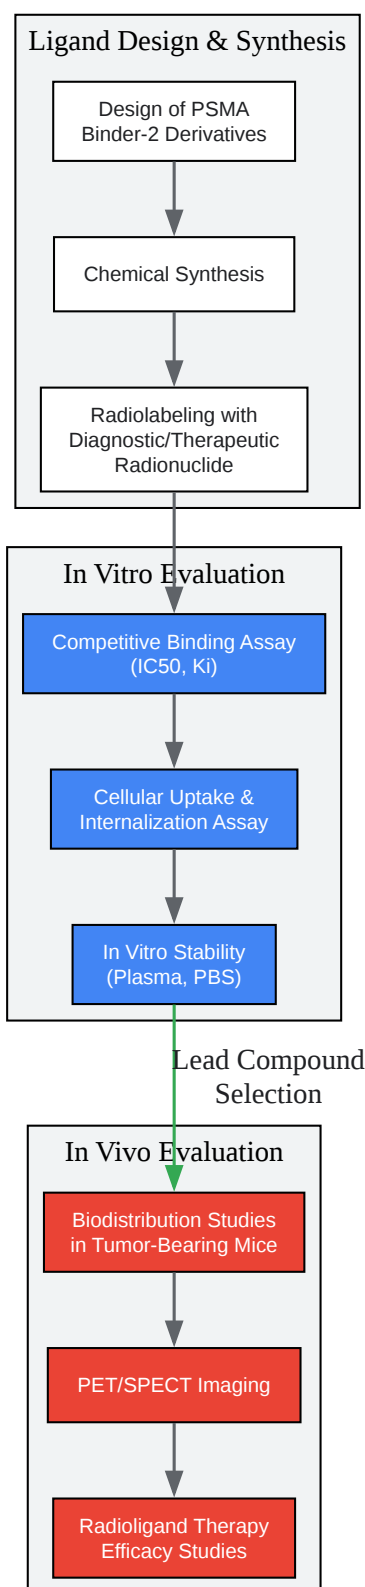 Ligand Design & Synthesis
Design of PSMA
Binder-2 Derivatives
Chemical Synthesis
Radiolabeling with
Diagnostic/Therapeutic
Radionuclide
In Vitro Evaluation
Competitive Binding Assay
(IC50, Ki)
Cellular Uptake &
Internalization Assay
In Vitro Stability
(Plasma, PBS)
Lead Compound
Selection
In Vivo Evaluation
Biodistribution Studies
in Tumor-Bearing Mice
PET/SPECT Imaging
Radioligand Therapy
Efficacy Studies